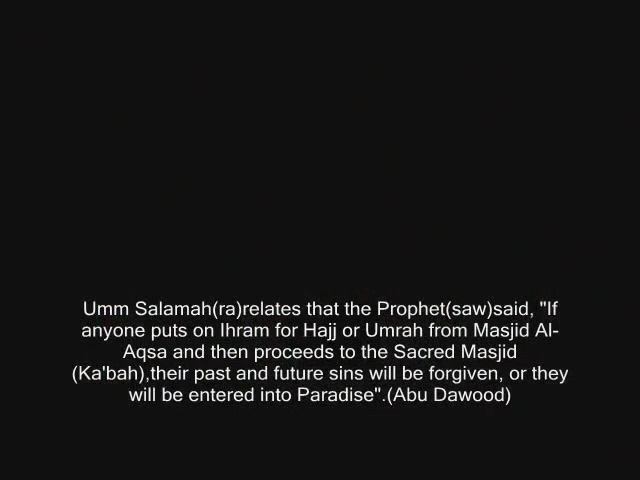 Umm Salamah(ra)relates that the Prophet(saw)said, "If
anyone puts on Ihram for Hajj or Umrah from Masjid Al-
Aqsa and then proceeds to the Sacred Masjid
(Ka'bah),their past and future sins will be forgiven, or they
will be entered into Paradise".(Abu Dawood)